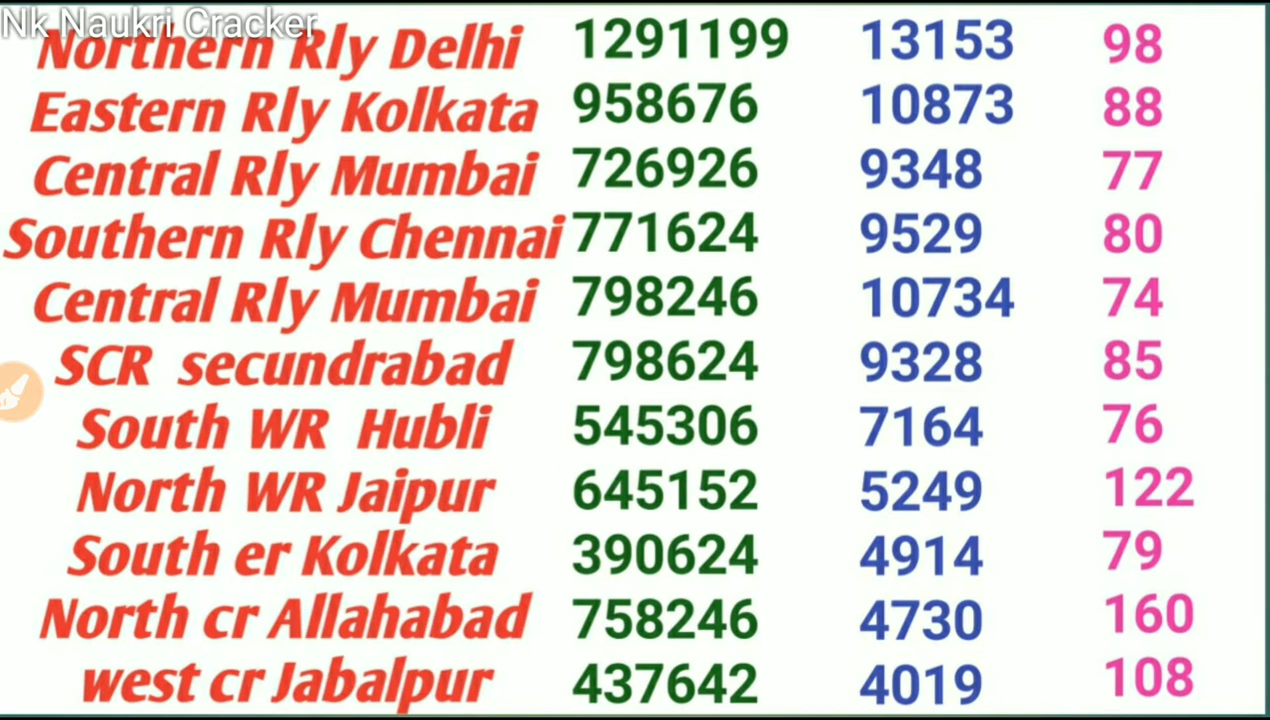 Nk Naukri Cracker
Northern Rly Delhi 1291199 13153 98
Eastern Rly Kolkata 958676 10873 88
Central Rly Mumbai 726926 9348 77
Southern Rly Chennai 771624 9529 80
Central Rly Mumbai 798246 10734 74
SCR secundrabad 798624 9328 85
South WR Hubli 545306 7164 76
North WR Jaipur 645152 5249 122
South er Kolkata 390624 4914 79
North cr Allahabad 758246 4730 160
west cr Jabalpur 437642 4019 108